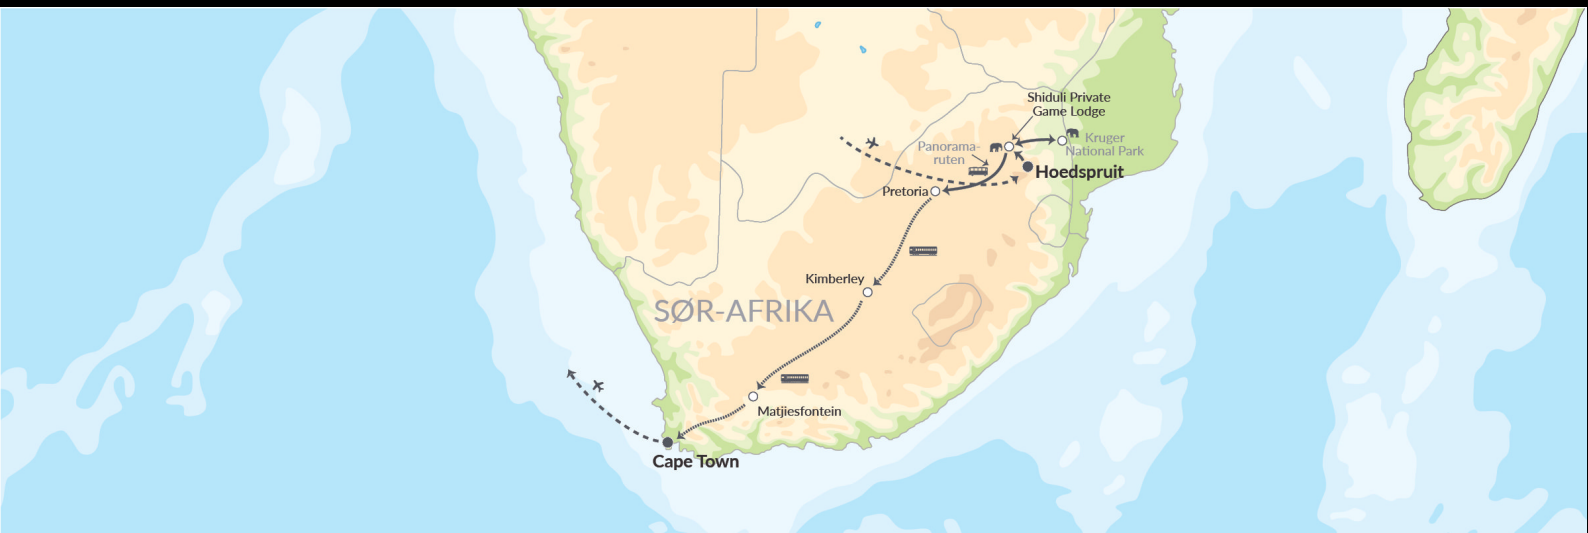 Shiduli Private
Game Lodge
Kruger
National Park
Panorama-
ruten
Hoedspruit
Pretoria
Kimberley
SØR-AFRIKA
Matjiesfontein
Cape Town